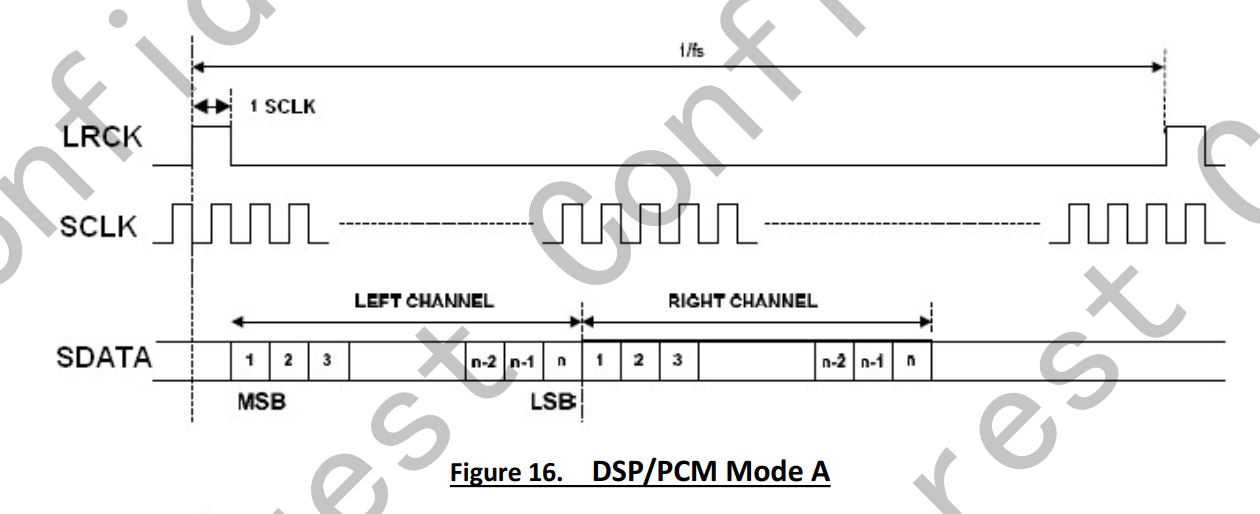 1/fs
1 SCLK
LRCK
SCLK
LEFT CHANNEL
RIGHT CHANNEL
SDATA
1 2 3 n-2 n-1 n 1 2 3 n-2 n-1 n
MSB
LSB
Figure 16. DSP/PCM Mode A